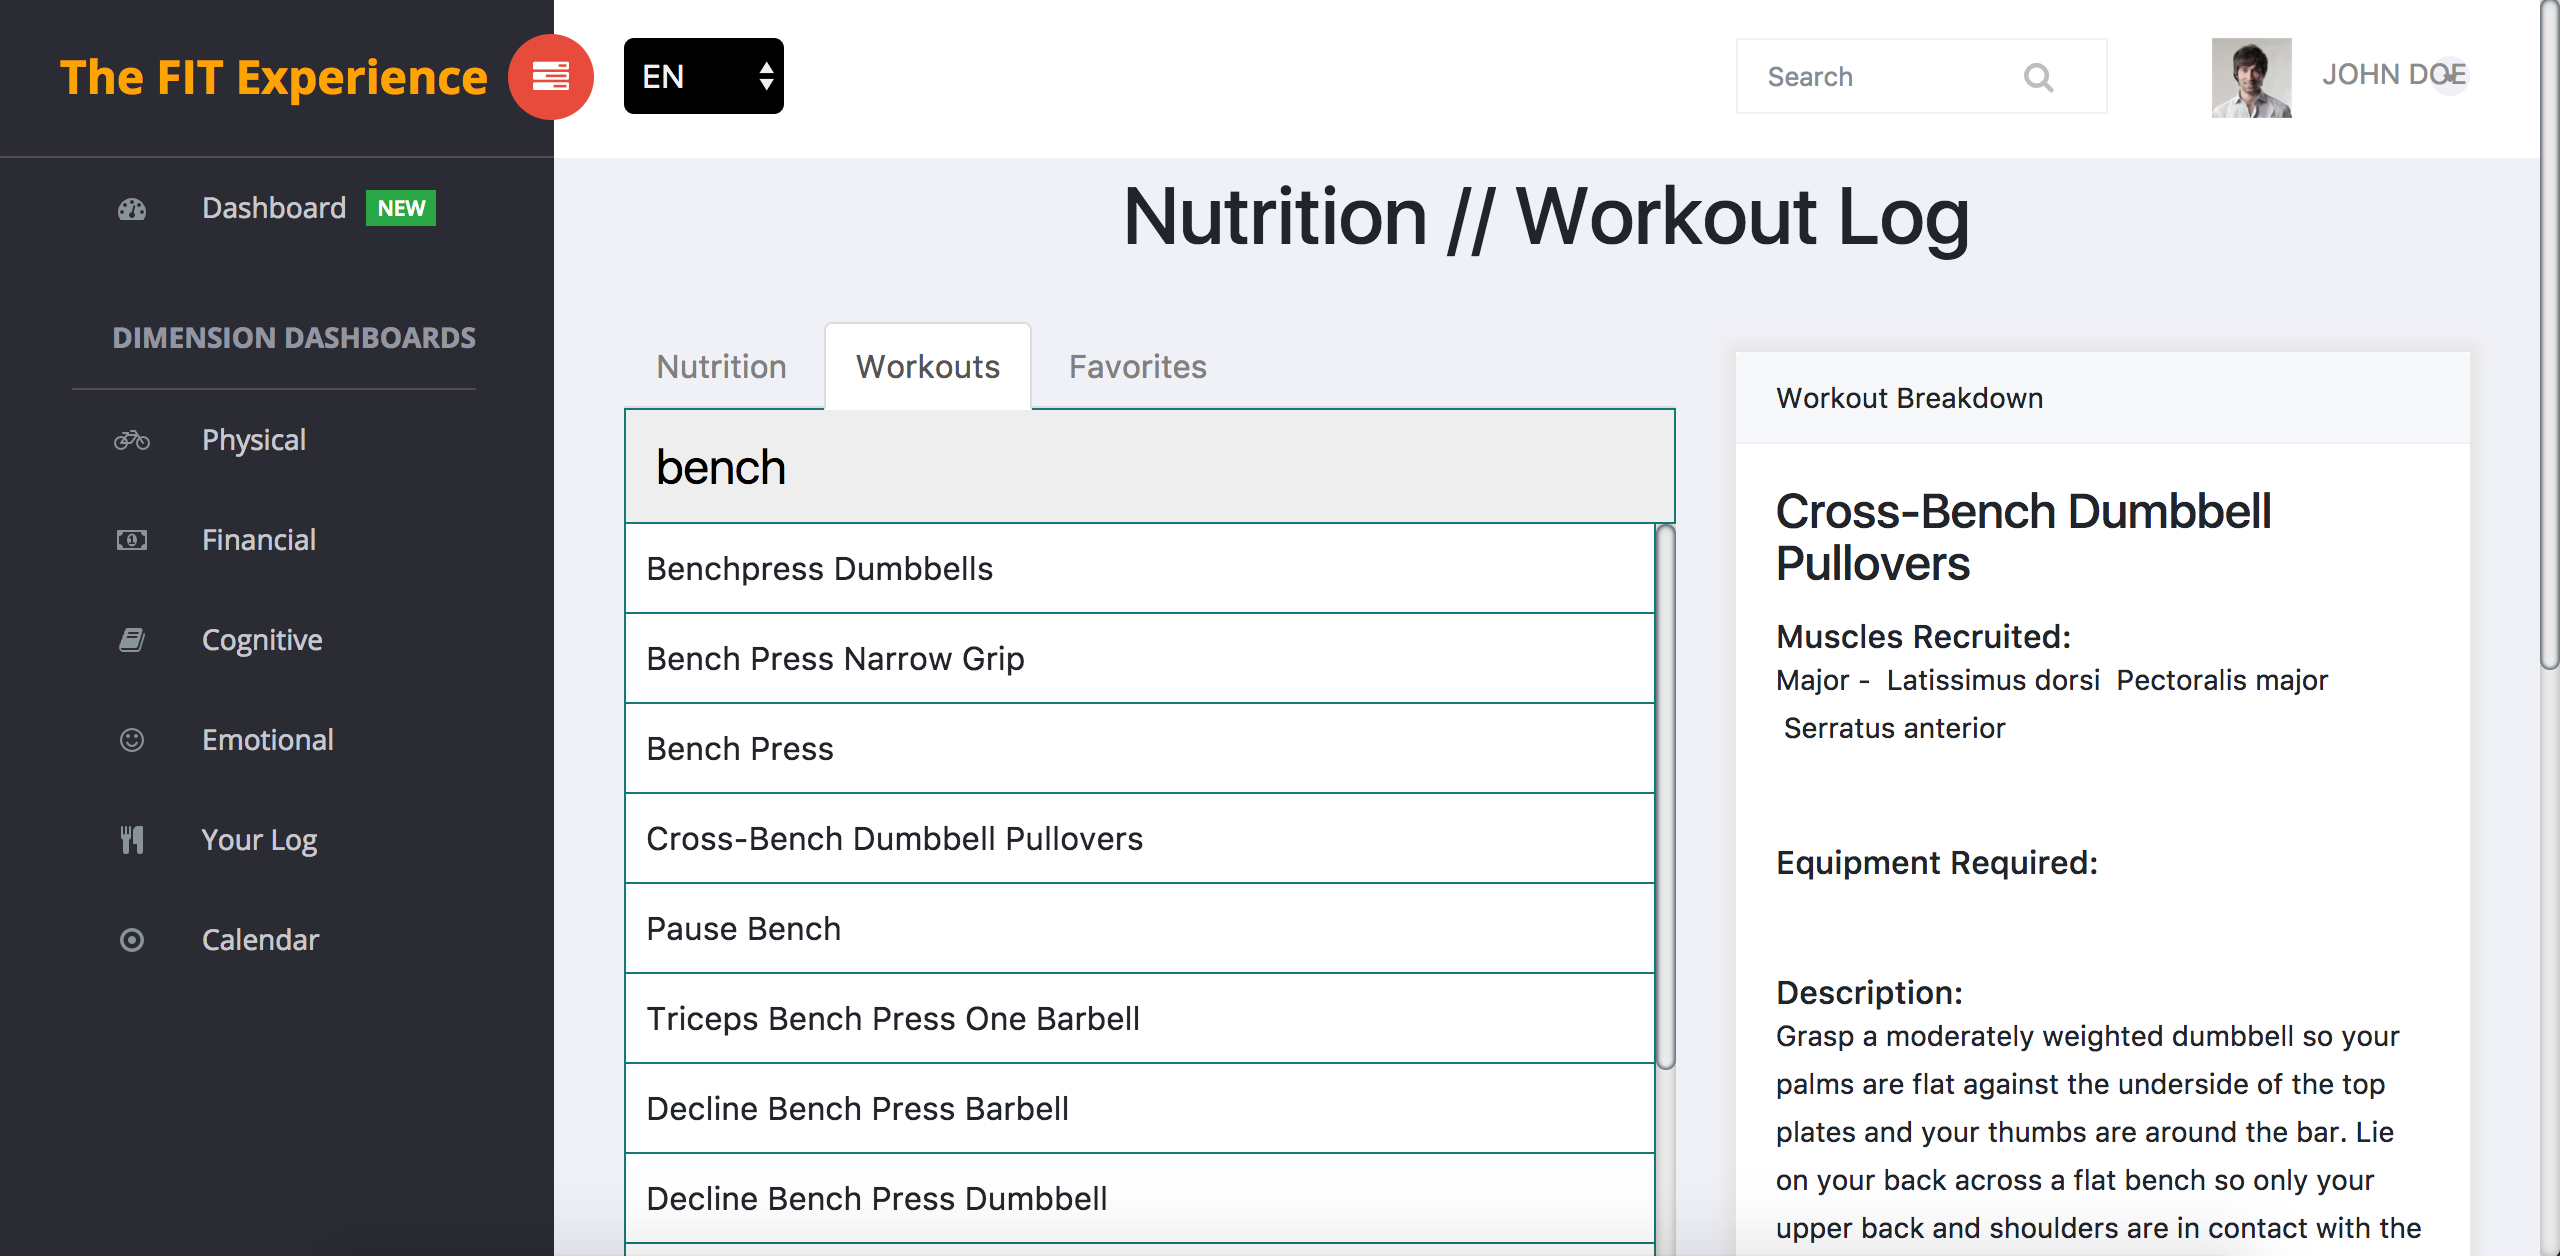 The FIT Experience
EN
Search
JOHN DOE
Dashboard NEW
DIMENSION DASHBOARDS
Physical
Financial
Cognitive
Emotional
Your Log
Calendar
Nutrition // Workout Log
Nutrition Workouts Favorites
bench
Benchpress Dumbbells
Bench Press Narrow Grip
Bench Press
Cross-Bench Dumbbell Pullovers
Pause Bench
Triceps Bench Press One Barbell
Decline Bench Press Barbell
Decline Bench Press Dumbbell
Workout Breakdown
Cross-Bench Dumbbell
Pullovers
Muscles Recruited:
Major - Latissimus dorsi Pectoralis major
Serratus anterior
Equipment Required:
Description:
Grasp a moderately weighted dumbbell so your
palms are flat against the underside of the top
plates and your thumbs are around the bar. Lie
on your back across a flat bench so only your
upper back and shoulders are in contact with the